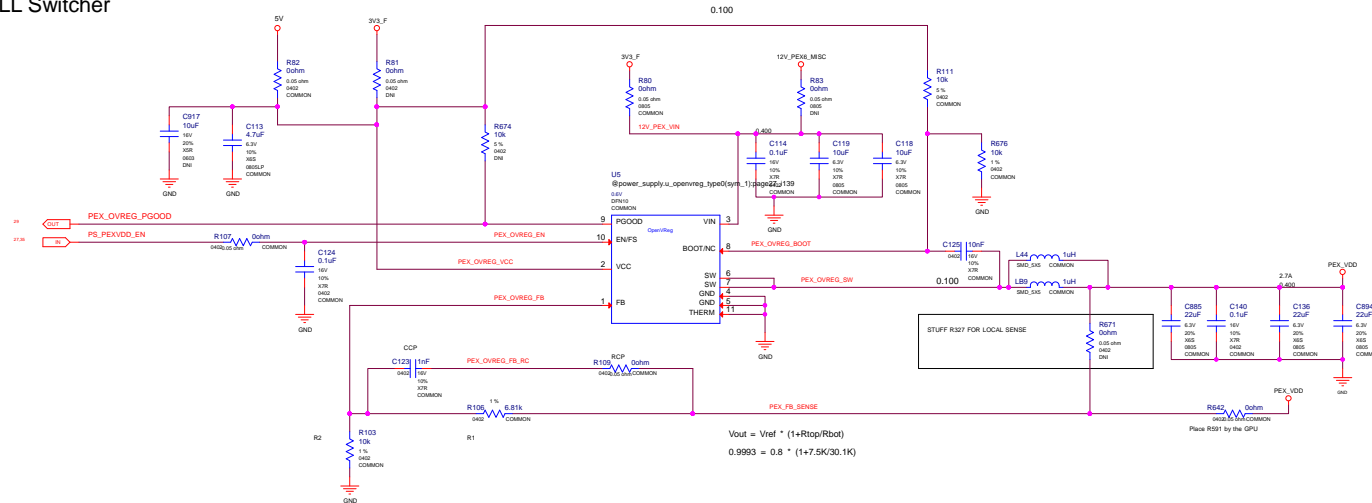 LL Switcher
0.100
5V
3V3_F
R82
0ohm
0.05 ohm
0402
COMMON
R81
0ohm
0.05 ohm
0402
DNI
3V3_F
R80
0ohm
0.05 ohm
0805
COMMON
12V_PEX6_MISC
R83
0ohm
0.05 ohm
0805
DNI
R111
10k
5 %
0402
COMMON
C917
10uF
16V
20%
X5R
0803
DNI
C113
4.7uF
6.3V
10%
X6S
0805LP
COMMON
GND
GND
R674
10k
5 %
0402
DNI
12V_PEX_VIN
0.400
C114
0.1uF
16V
10%
X7R
0402
COMMON
C119
10uF
6.3V
10%
X7R
0805
COMMON
C118
10uF
6.3V
10%
X7R
0805
COMMON
GND
R676
10k
1 %
0402
COMMON
GND
U5
@power_supply.u_openvreg_type0(sym_1):page27_I139
0.6V
DFN10
COMMON
OpenVReg
9 PGOOD
10 EN/FS
2 VCC
1 FB
VIN 3
BOOT/NC 8
SW 6
SW 7
GND 4
GND 5
THERM 11
GND
OUT
PEX_OVREG_PGOOD
IN
PS_PEXVDD_EN
R107 0ohm
0402 0.05 ohm COMMON
PEX_OVREG_EN
C124
0.1uF
16V
10%
X7R
0402
COMMON
GND
PEX_OVREG_VCC
PEX_OVREG_FB
PEX_OVREG_BOOT
C125 10nF
0402 16V
10%
X7R
COMMON
PEX_OVREG_SW
0.100
L44 1uH
SMD_5X5 COMMON
LB9 1uH
SMD_5X5 COMMON
2.7A
0.400
PEX_VDD
C885
22uF
6.3V
20%
X6S
0805
COMMON
C140
0.1uF
16V
10%
X7R
0402
COMMON
C136
22uF
6.3V
20%
X6S
0805
COMMON
C894
22uF
6.3V
20%
X6S
0805
COMM
GND
STUFF R327 FOR LOCAL SENSE
R671
0ohm
0.05 ohm
0402
DNI
CCP
C123 1nF
0402 16V
10%
X7R
COMMON
PEX_OVREG_FB_RC
RCP
R109 0ohm
0402 0.05 ohm COMMON
R106 1 % 6.81k
0402 COMMON
R1
R2
R103
10k
1 %
0402
COMMON
GND
PEX_FB_SENSE
R642 0ohm
0402 0.05 ohm COMMON
PEX_VDD
Place R591 by the GPU
Vout = Vref * (1+Rtop/Rbot)
0.9993 = 0.8 * (1+7.5K/30.1K)